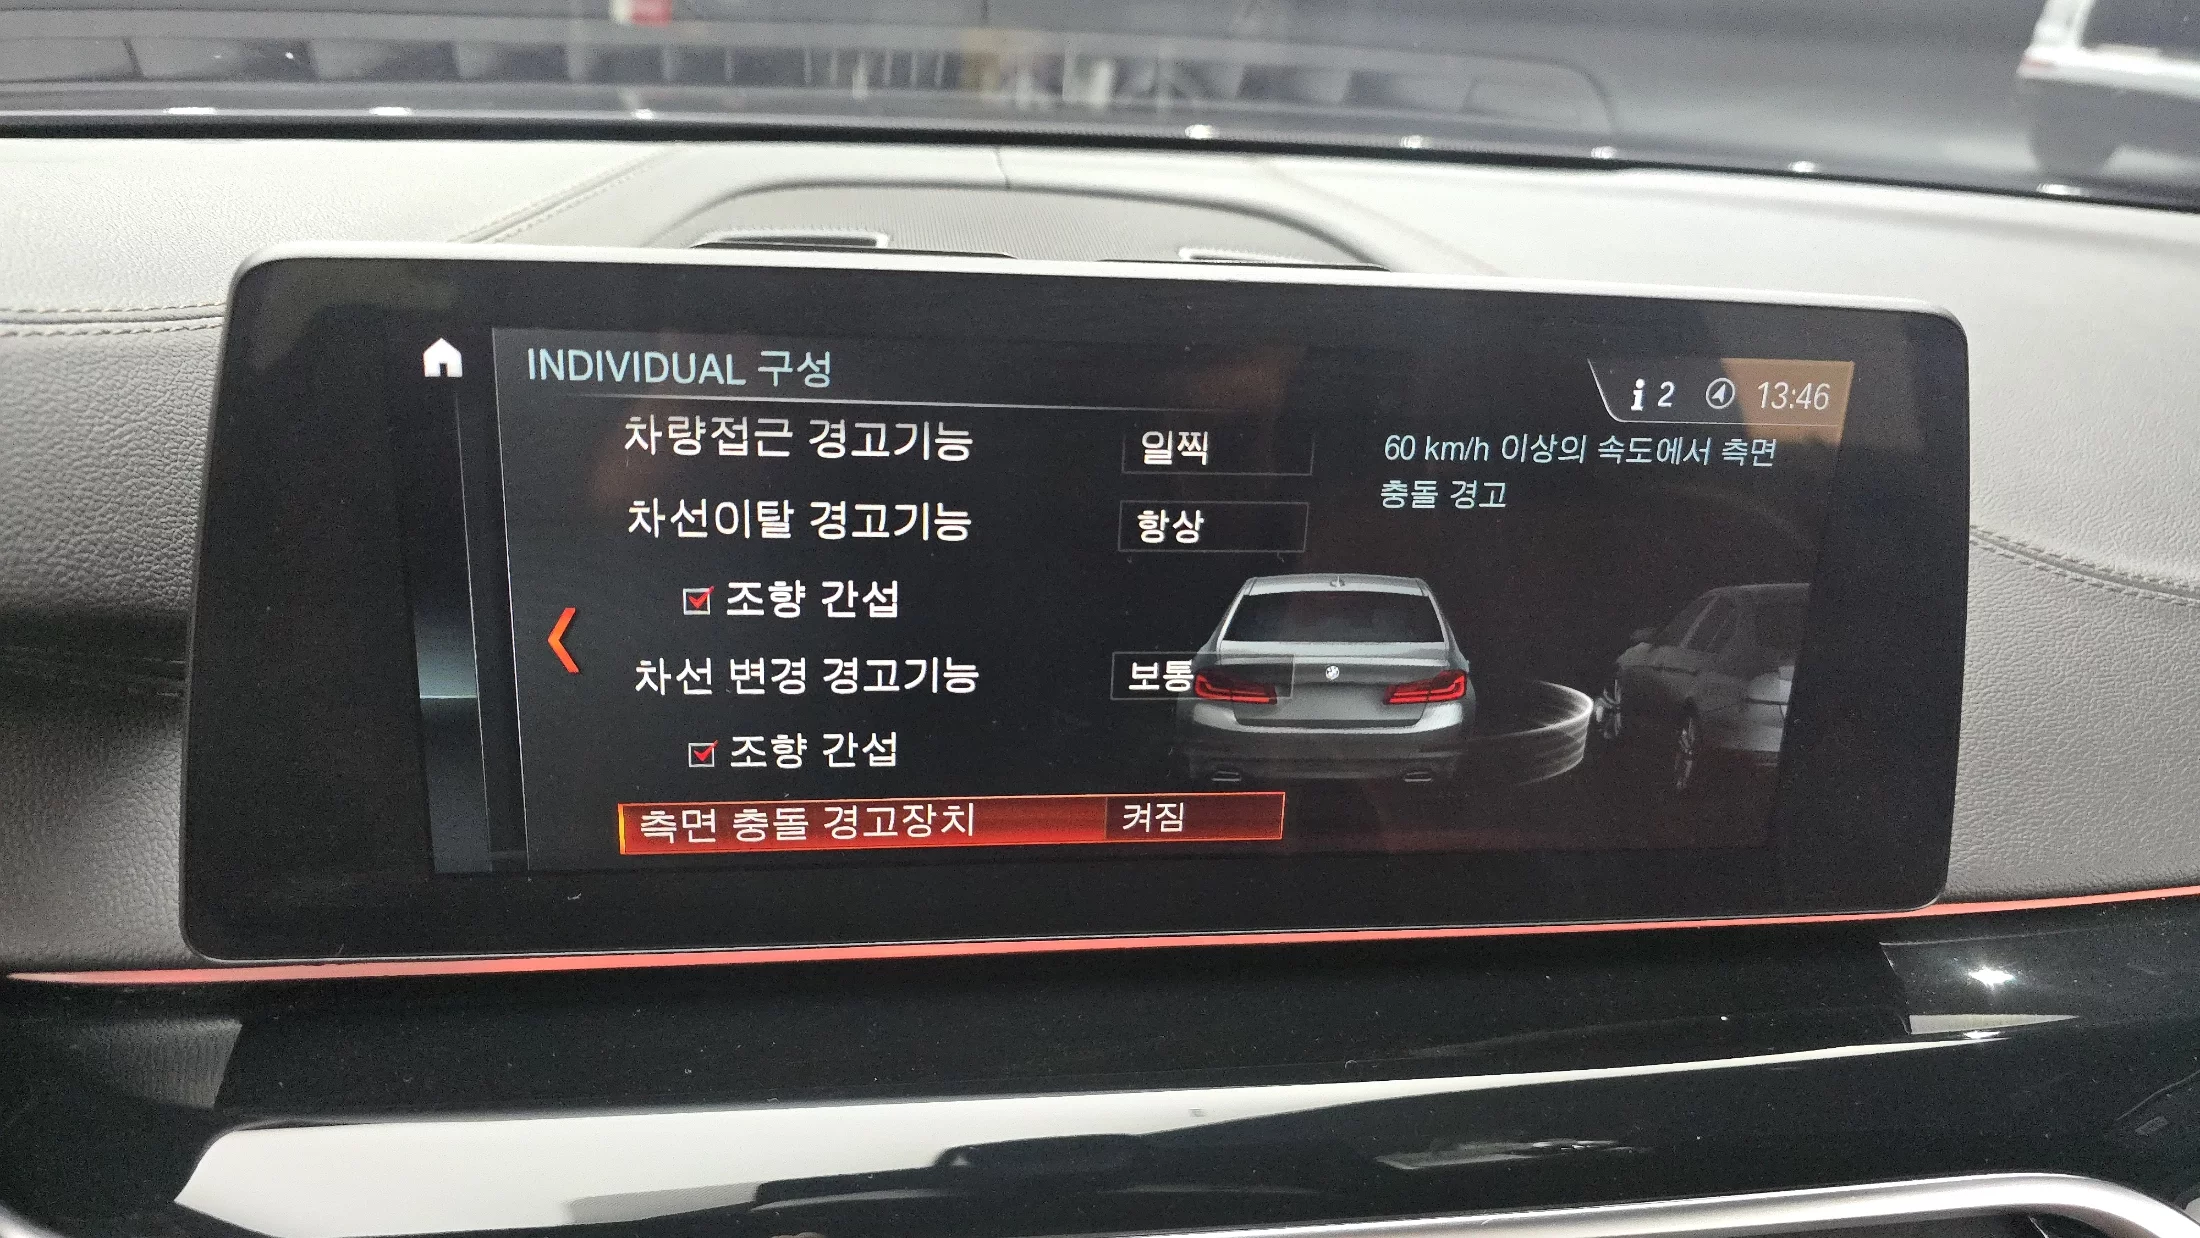 INDIVIDUAL 구성
i 2 13:46
차량접근 경고기능 일찍
차선이탈 경고기능 항상
조향 간섭
차선 변경 경고기능 보통
조향 간섭
측면 충돌 경고장치 켜짐
60 km/h 이상의 속도에서 측면
충돌 경고